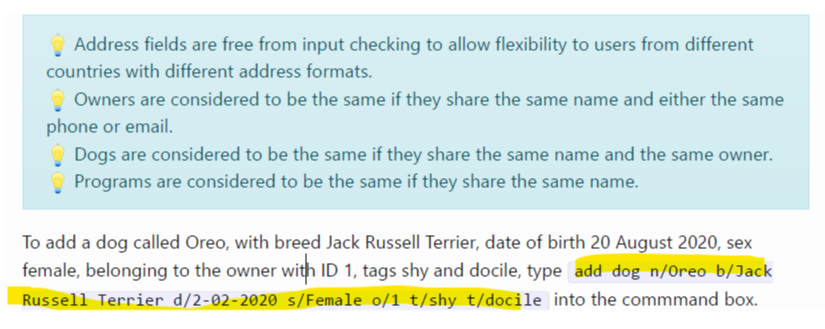 💡 Address fields are free from input checking to allow flexibility to users from different
countries with different address formats.
💡 Owners are considered to be the same if they share the same name and either the same
phone or email.
💡 Dogs are considered to be the same if they share the same name and the same owner.
💡 Programs are considered to be the same if they share the same name.
To add a dog called Oreo, with breed Jack Russell Terrier, date of birth 20 August 2020, sex
female, belonging to the owner with ID 1, tags shy and docile, type add dog n/Oreo b/Jack
Russell Terrier d/2-02-2020 s/Female o/1 t/shy t/docile into the commmand box.